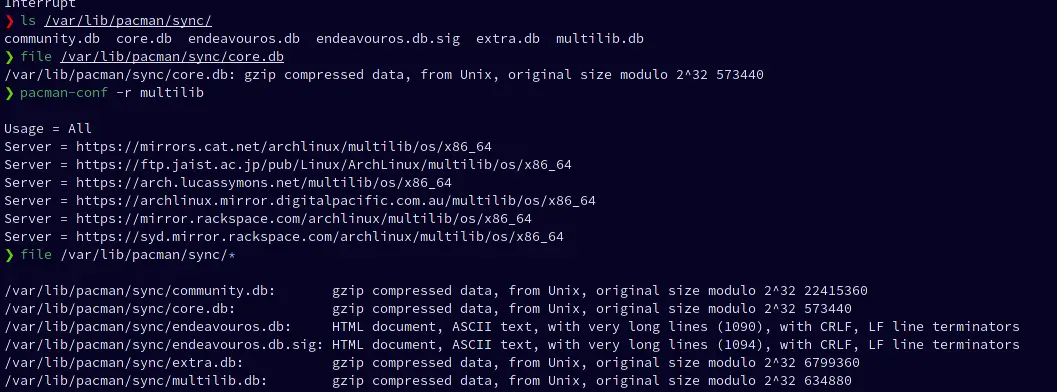 Interrupt
❯ ls /var/lib/pacman/sync/
community.db  core.db  endeavouros.db  endeavouros.db.sig  extra.db  multilib.db
❯ file /var/lib/pacman/sync/core.db
/var/lib/pacman/sync/core.db: gzip compressed data, from Unix, original size modulo 2^32 573440
❯ pacman-conf -r multilib
Usage = All
Server = https://mirrors.cat.net/archlinux/multilib/os/x86_64
Server = https://ftp.jaist.ac.jp/pub/Linux/ArchLinux/multilib/os/x86_64
Server = https://arch.lucassymons.net/multilib/os/x86_64
Server = https://archlinux.mirror.digitalpacific.com.au/multilib/os/x86_64
Server = https://mirror.rackspace.com/archlinux/multilib/os/x86_64
Server = https://syd.mirror.rackspace.com/archlinux/multilib/os/x86_64
❯ file /var/lib/pacman/sync/*
/var/lib/pacman/sync/community.db:       gzip compressed data, from Unix, original size modulo 2^32 22415360
/var/lib/pacman/sync/core.db:            gzip compressed data, from Unix, original size modulo 2^32 573440
/var/lib/pacman/sync/endeavouros.db:     HTML document, ASCII text, with very long lines (1090), with CRLF, LF line terminators
/var/lib/pacman/sync/endeavouros.db.sig: HTML document, ASCII text, with very long lines (1094), with CRLF, LF line terminators
/var/lib/pacman/sync/extra.db:           gzip compressed data, from Unix, original size modulo 2^32 6799360
/var/lib/pacman/sync/multilib.db:        gzip compressed data, from Unix, original size modulo 2^32 634880